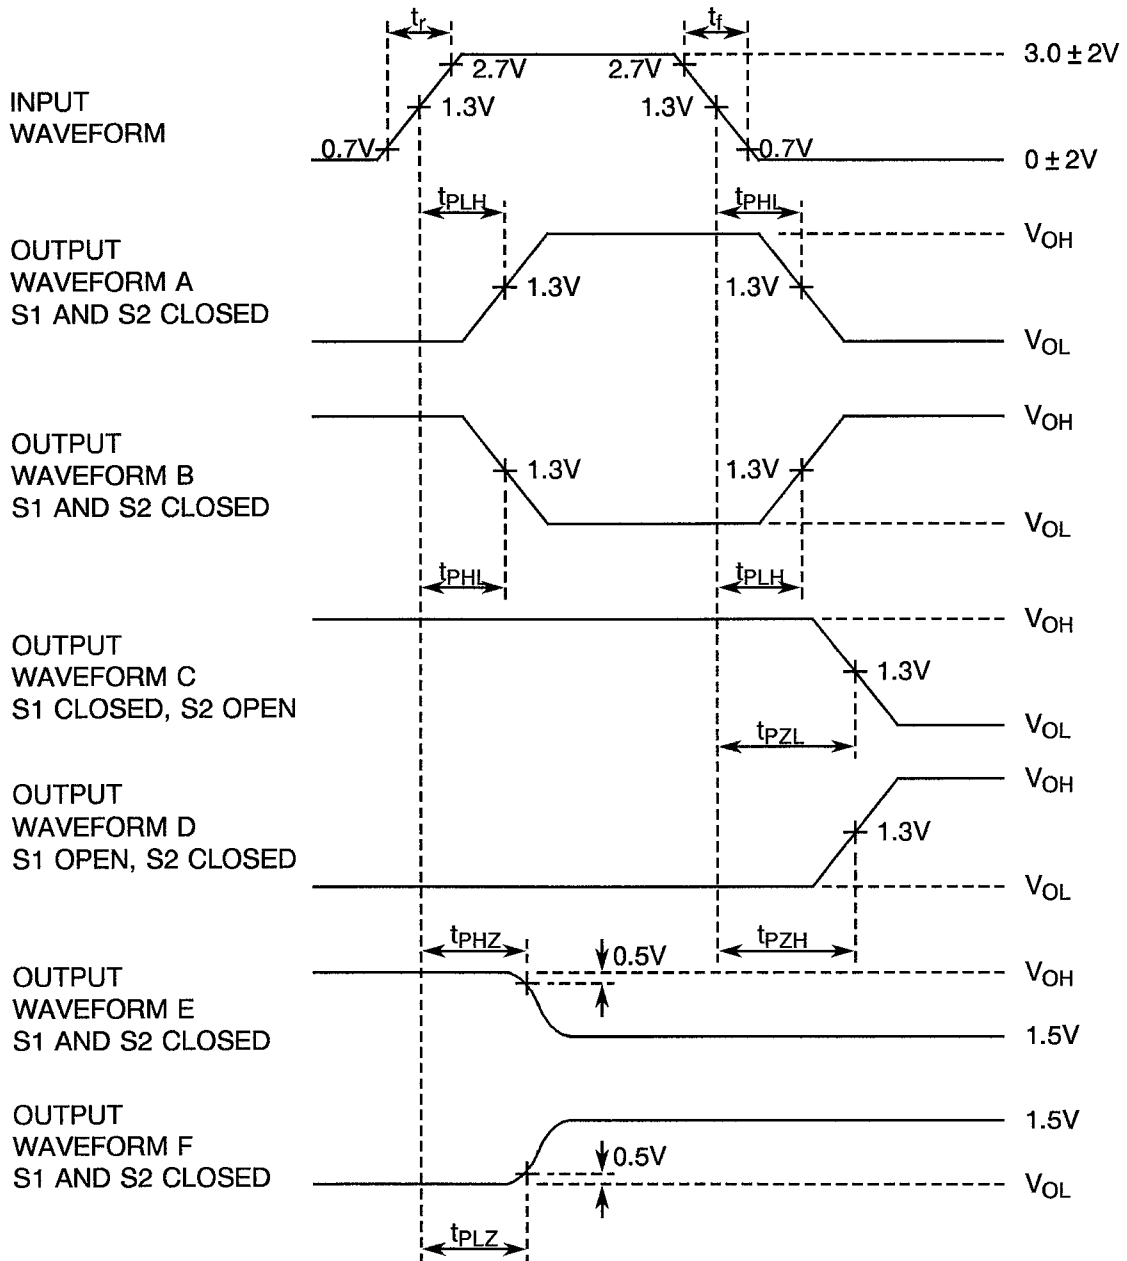 tr
tf
3.0 ± 2V
2.7V
2.7V
INPUT
WAVEFORM
1.3V
1.3V
0.7V
0.7V
0 ± 2V
tPLH
tPHL
OUTPUT
WAVEFORM A
S1 AND S2 CLOSED
VOH
1.3V
1.3V
VOL
OUTPUT
WAVEFORM B
S1 AND S2 CLOSED
VOH
1.3V
1.3V
VOL
tPHL
tPLH
OUTPUT
WAVEFORM C
S1 CLOSED, S2 OPEN
VOH
1.3V
tPZL
VOL
OUTPUT
WAVEFORM D
S1 OPEN, S2 CLOSED
VOH
1.3V
VOL
tPHZ
tPZH
0.5V
OUTPUT
WAVEFORM E
S1 AND S2 CLOSED
VOH
1.5V
OUTPUT
WAVEFORM F
S1 AND S2 CLOSED
1.5V
0.5V
VOL
tPLZ